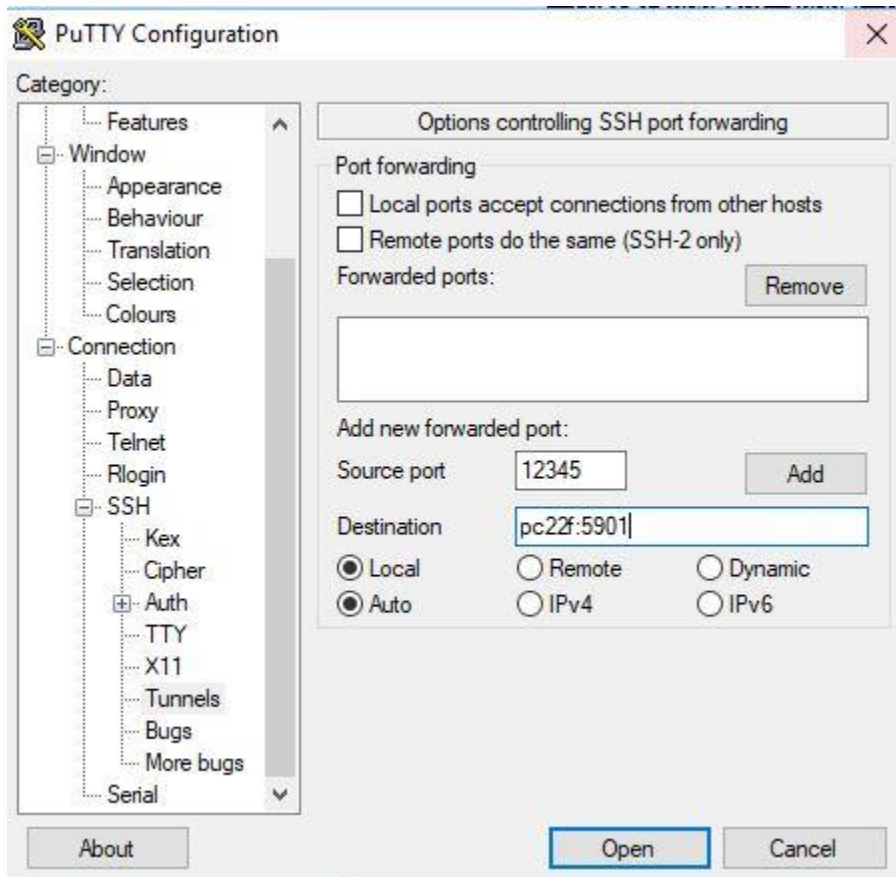 PuTTY Configuration
Category:
Features
Window
Appearance
Behaviour
Translation
Selection
Colours
Connection
Data
Proxy
Telnet
Rlogin
SSH
Kex
Cipher
Auth
TTY
X11
Tunnels
Bugs
More bugs
Serial
Options controlling SSH port forwarding
Port forwarding
Local ports accept connections from other hosts
Remote ports do the same (SSH-2 only)
Forwarded ports:
Remove
Add new forwarded port:
Source port 12345 Add
Destination pc22f:5901
Local Remote Dynamic
Auto IPv4 IPv6
About Open Cancel